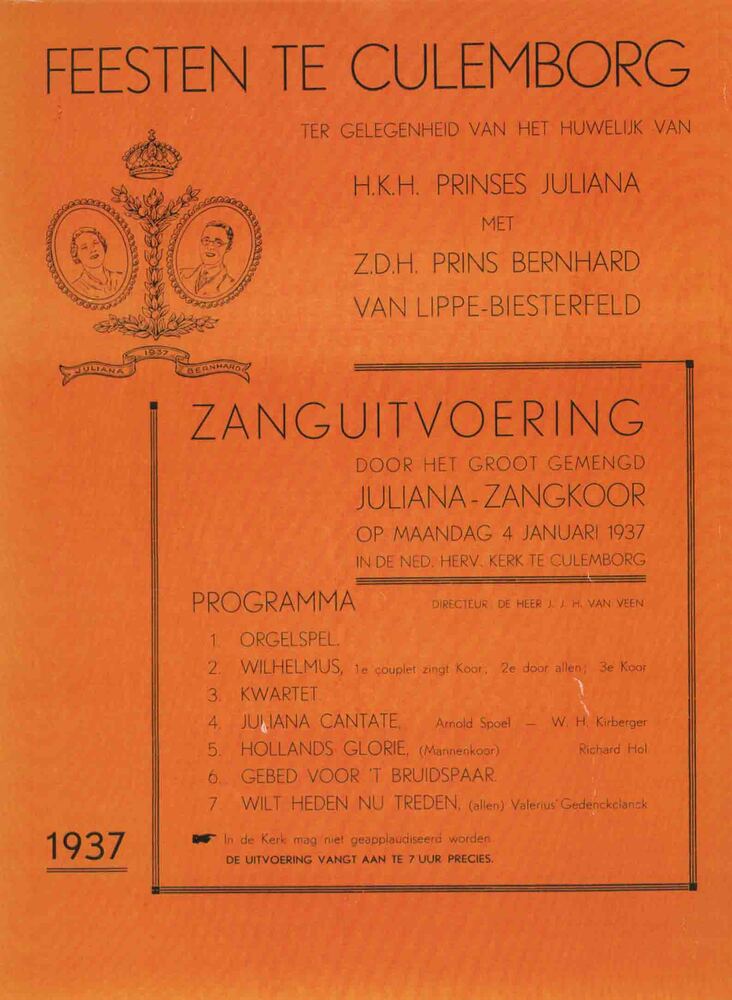 FEESTEN TE CULEMBORG
TER GELEGENHEID VAN HET HUWELIJK VAN
H.K.H. PRINSES JULIANA
MET
Z.D.H. PRINS BERNHARD
VAN LIPPE-BIESTERFELD
JULIANA 1937 BERNHARD
ZANGUITVOERING
DOOR HET GROOT GEMENGD
JULIANA-ZANGKOOR
OP MAANDAG 4 JANUARI 1937
IN DE NED. HERV. KERK TE CULEMBORG
PROGRAMMA DIRECTEUR DE HEER J. J. H. VAN VEEN
1. ORGELSPEL.
2. WILHELMUS, 1e couplet zingt Koor; 2e door allen; 3e Koor
3. KWARTET.
4. JULIANA CANTATE, Arnold Spoel — W. H. Kirberger
5. HOLLANDS GLORIE, (Mannenkoor) Richard Hol
6. GEBED VOOR 'T BRUIDSPAAR.
7. WILT HEDEN NU TREDEN, (allen) Valerius' Gedenckclanck
In de Kerk mag niet geapplaudiseerd worden
DE UITVOERING VANGT AAN TE 7 UUR PRECIES.
1937